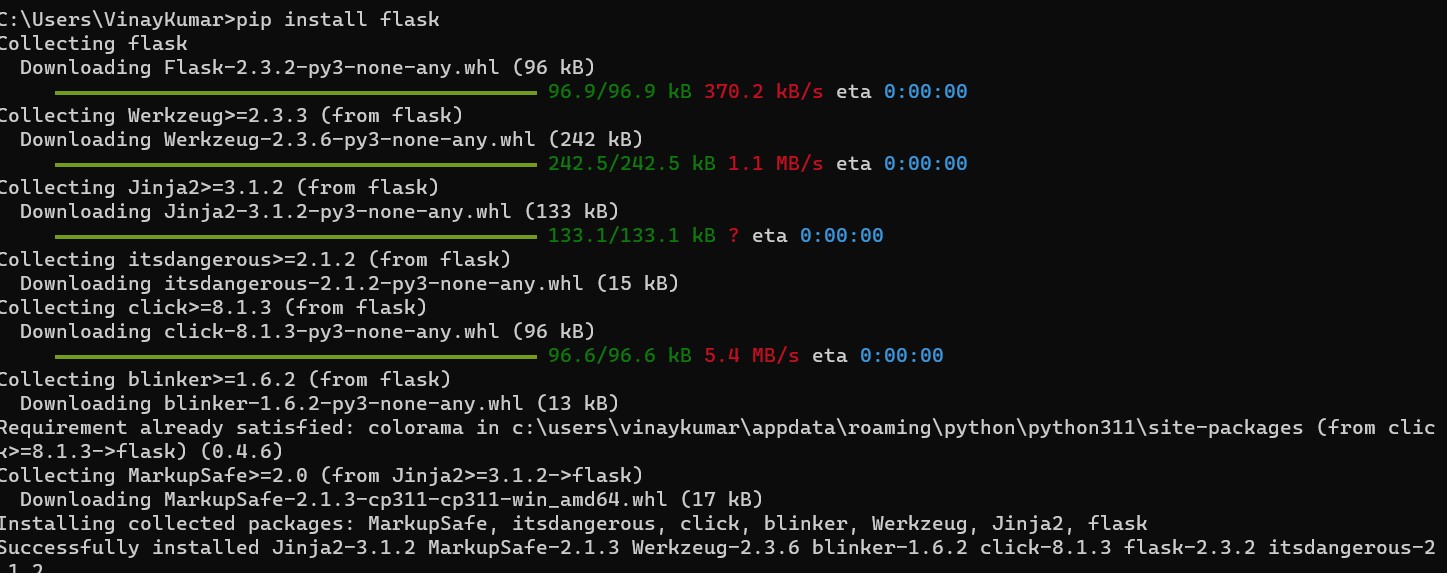 C:\Users\VinayKumar>pip install flask
Collecting flask
  Downloading Flask-2.3.2-py3-none-any.whl (96 kB)
96.9/96.9 kB 370.2 kB/s eta 0:00:00
Collecting Werkzeug>=2.3.3 (from flask)
  Downloading Werkzeug-2.3.6-py3-none-any.whl (242 kB)
242.5/242.5 kB 1.1 MB/s eta 0:00:00
Collecting Jinja2>=3.1.2 (from flask)
  Downloading Jinja2-3.1.2-py3-none-any.whl (133 kB)
133.1/133.1 kB ? eta 0:00:00
Collecting itsdangerous>=2.1.2 (from flask)
  Downloading itsdangerous-2.1.2-py3-none-any.whl (15 kB)
Collecting click>=8.1.3 (from flask)
  Downloading click-8.1.3-py3-none-any.whl (96 kB)
96.6/96.6 kB 5.4 MB/s eta 0:00:00
Collecting blinker>=1.6.2 (from flask)
  Downloading blinker-1.6.2-py3-none-any.whl (13 kB)
Requirement already satisfied: colorama in c:\users\vinaykumar\appdata\roaming\python\python311\site-packages (from clic
k>=8.1.3->flask) (0.4.6)
Collecting MarkupSafe>=2.0 (from Jinja2>=3.1.2->flask)
  Downloading MarkupSafe-2.1.3-cp311-cp311-win_amd64.whl (17 kB)
Installing collected packages: MarkupSafe, itsdangerous, click, blinker, Werkzeug, Jinja2, flask
Successfully installed Jinja2-3.1.2 MarkupSafe-2.1.3 Werkzeug-2.3.6 blinker-1.6.2 click-8.1.3 flask-2.3.2 itsdangerous-2
.1.2